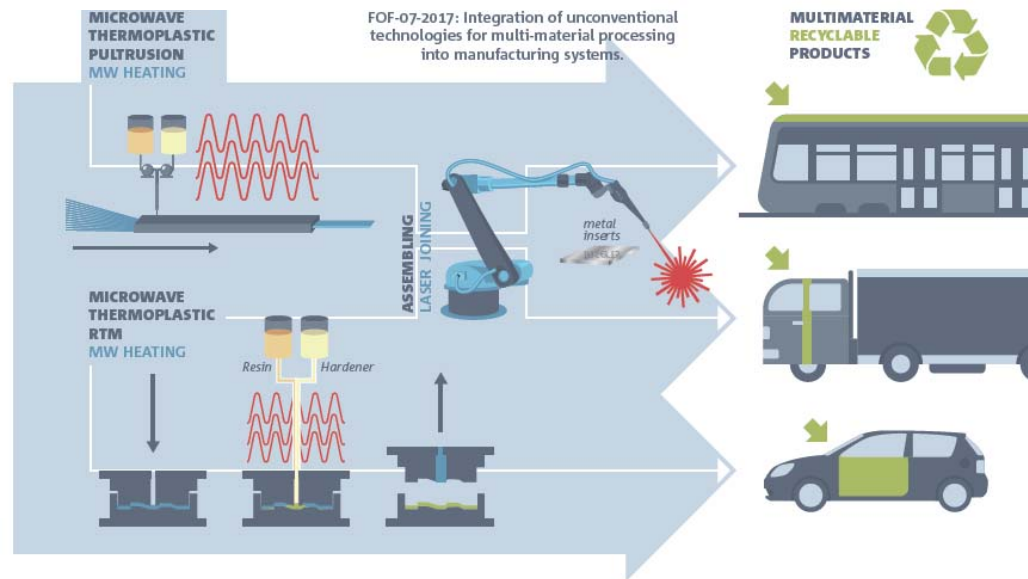 MICROWAVE
THERMOPLASTIC
PULTRUSION
MW HEATING
FOF-07-2017: Integration of unconventional
technologies for multi-material processing
into manufacturing systems.
MULTIMATERIAL
RECYCLABLE
PRODUCTS
ASSEMBLING
LASER JOINING
metal
inserts
MICROWAVE
THERMOPLASTIC
RTM
MW HEATING
Resin
Hardener